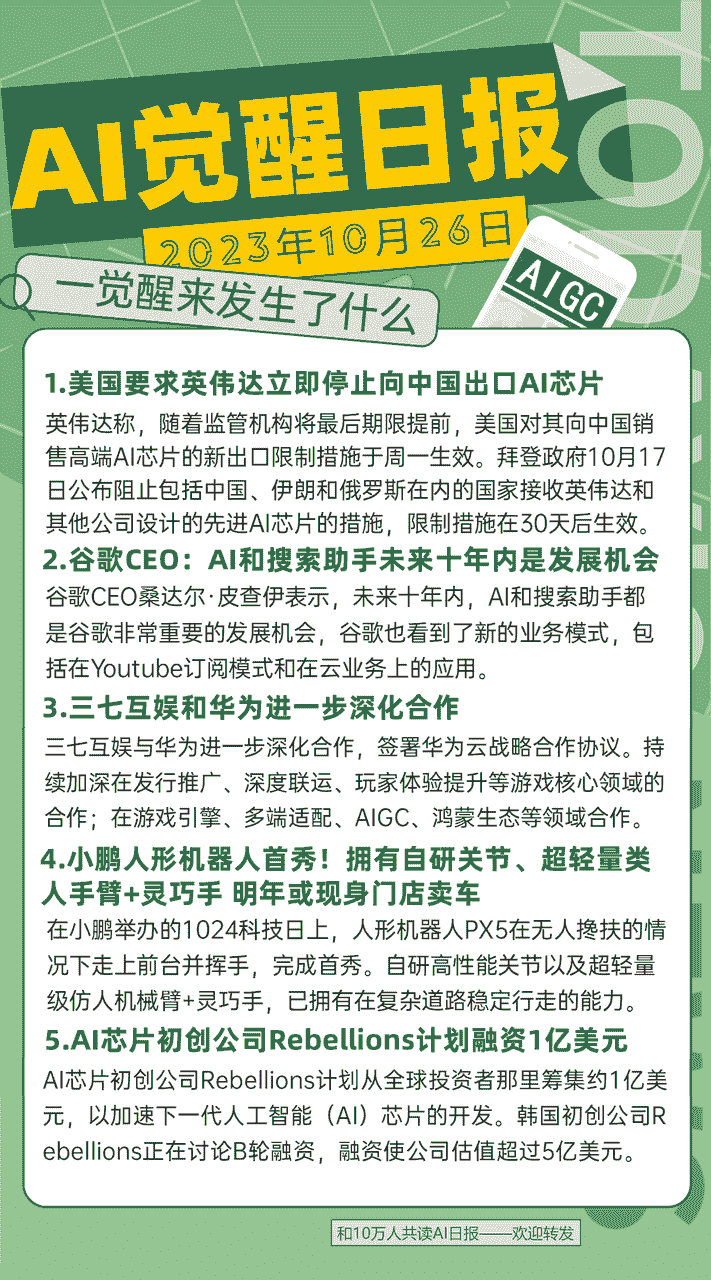 AI觉醒日报
2023年10月26日
一觉醒来发生了什么
AIGC
1.美国要求英伟达立即停止向中国出口AI芯片
英伟达称，随着监管机构将最后期限提前，美国对其向中国销
售高端AI芯片的新出口限制措施于周一生效。拜登政府10月17
日公布阻止包括中国、伊朗和俄罗斯在内的国家接收英伟达和
其他公司设计的先进AI芯片的措施，限制措施在30天后生效。
2.谷歌CEO：AI和搜索助手未来十年内是发展机会
谷歌CEO桑达尔·皮查伊表示，未来十年内，AI和搜索助手都
是谷歌非常重要的发展机会，谷歌也看到了新的业务模式，包
括在Youtube订阅模式和在云业务上的应用。
3.三七互娱和华为进一步深化合作
三七互娱与华为进一步深化合作，签署华为云战略合作协议。持
续加深在发行推广、深度联运、玩家体验提升等游戏核心领域的
合作；在游戏引擎、多端适配、AIGC、鸿蒙生态等领域合作。
4.小鹏人形机器人首秀！拥有自研关节、超轻量类
人手臂+灵巧手 明年或现身门店卖车
在小鹏举办的1024科技日上，人形机器人PX5在无人搀扶的情
况下走上前台并挥手，完成首秀。自研高性能关节以及超轻量
级仿人机械臂+灵巧手，已拥有在复杂道路稳定行走的能力。
5.AI芯片初创公司Rebellions计划融资1亿美元
AI芯片初创公司Rebellions计划从全球投资者那里筹集约1亿美
元，以加速下一代人工智能（AI）芯片的开发。韩国初创公司R
ebellions正在讨论B轮融资，融资使公司估值超过5亿美元。
和10万人共读AI日报——欢迎转发